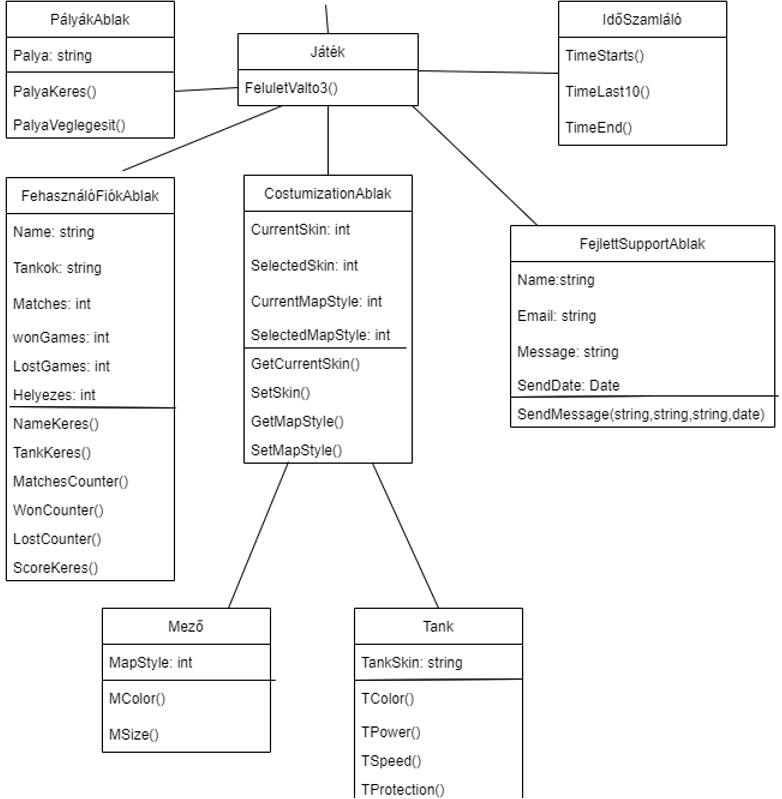 PályákAblak
Palya: string
PalyaKeres()
PalyaVeglegesit()
Játék
FeluletValto3()
IdőSzamláló
TimeStarts()
TimeLast10()
TimeEnd()
FehasználóFiókAblak
Name: string
Tankok: string
Matches: int
wonGames: int
LostGames: int
Helyezes: int
NameKeres()
TankKeres()
MatchesCounter()
WonCounter()
LostCounter()
ScoreKeres()
CostumizationAblak
CurrentSkin: int
SelectedSkin: int
CurrentMapStyle: int
SelectedMapStyle: int
GetCurrentSkin()
SetSkin()
GetMapStyle()
SetMapStyle()
FejlettSupportAblak
Name:string
Email: string
Message: string
SendDate: Date
SendMessage(string,string,string,date)
Mező
MapStyle: int
MColor()
MSize()
Tank
TankSkin: string
TColor()
TPower()
TSpeed()
TProtection()